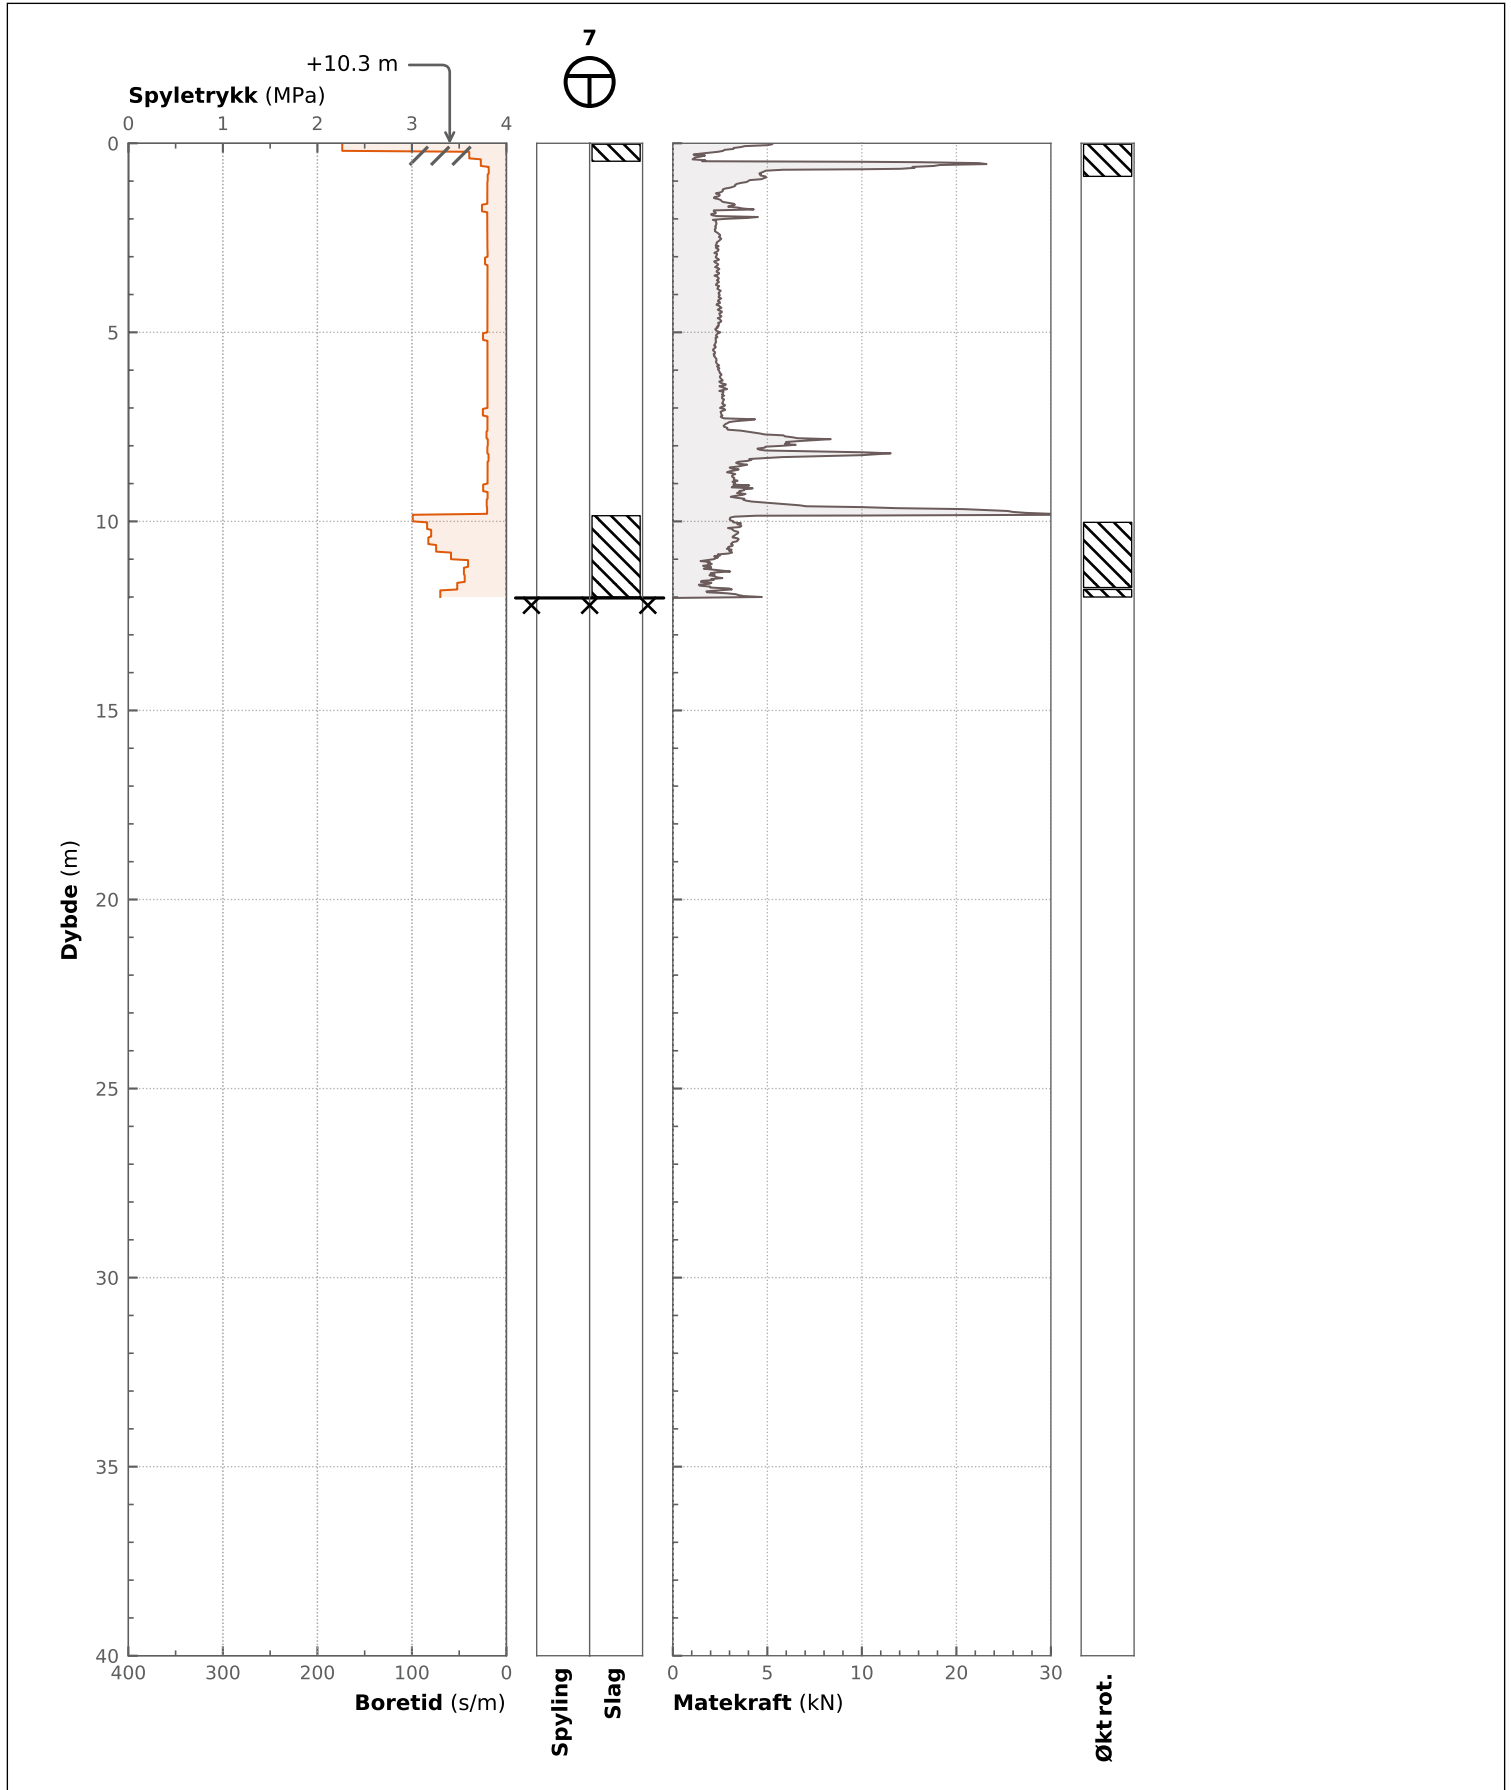 7
+10.3 m
Spyletrykk (MPa)
0 1 2 3 4
0
5
10
15
20
25
30
35
40
Dybde (m)
400 300 200 100 0
Boretid (s/m)
Spyling
Slag
0 5 10 20 30
Matekraft (kN)
Økt rot.